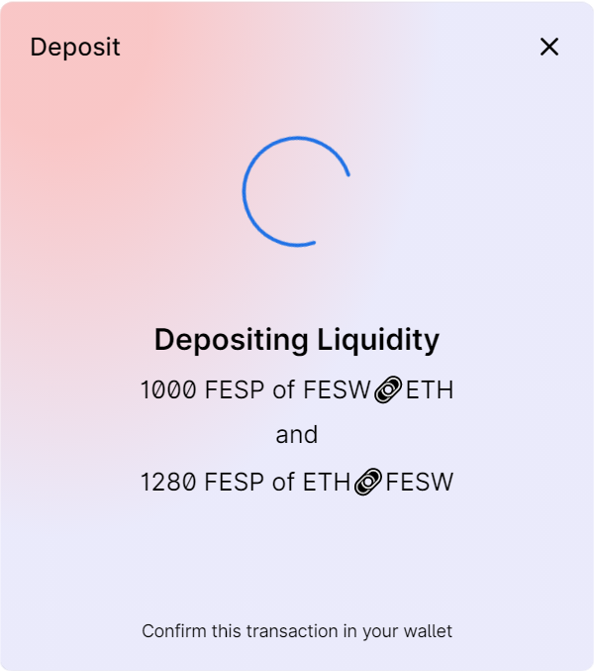 Deposit
Depositing Liquidity
1000 FESP of FESW🔗ETH
and
1280 FESP of ETH🔗FESW
Confirm this transaction in your wallet